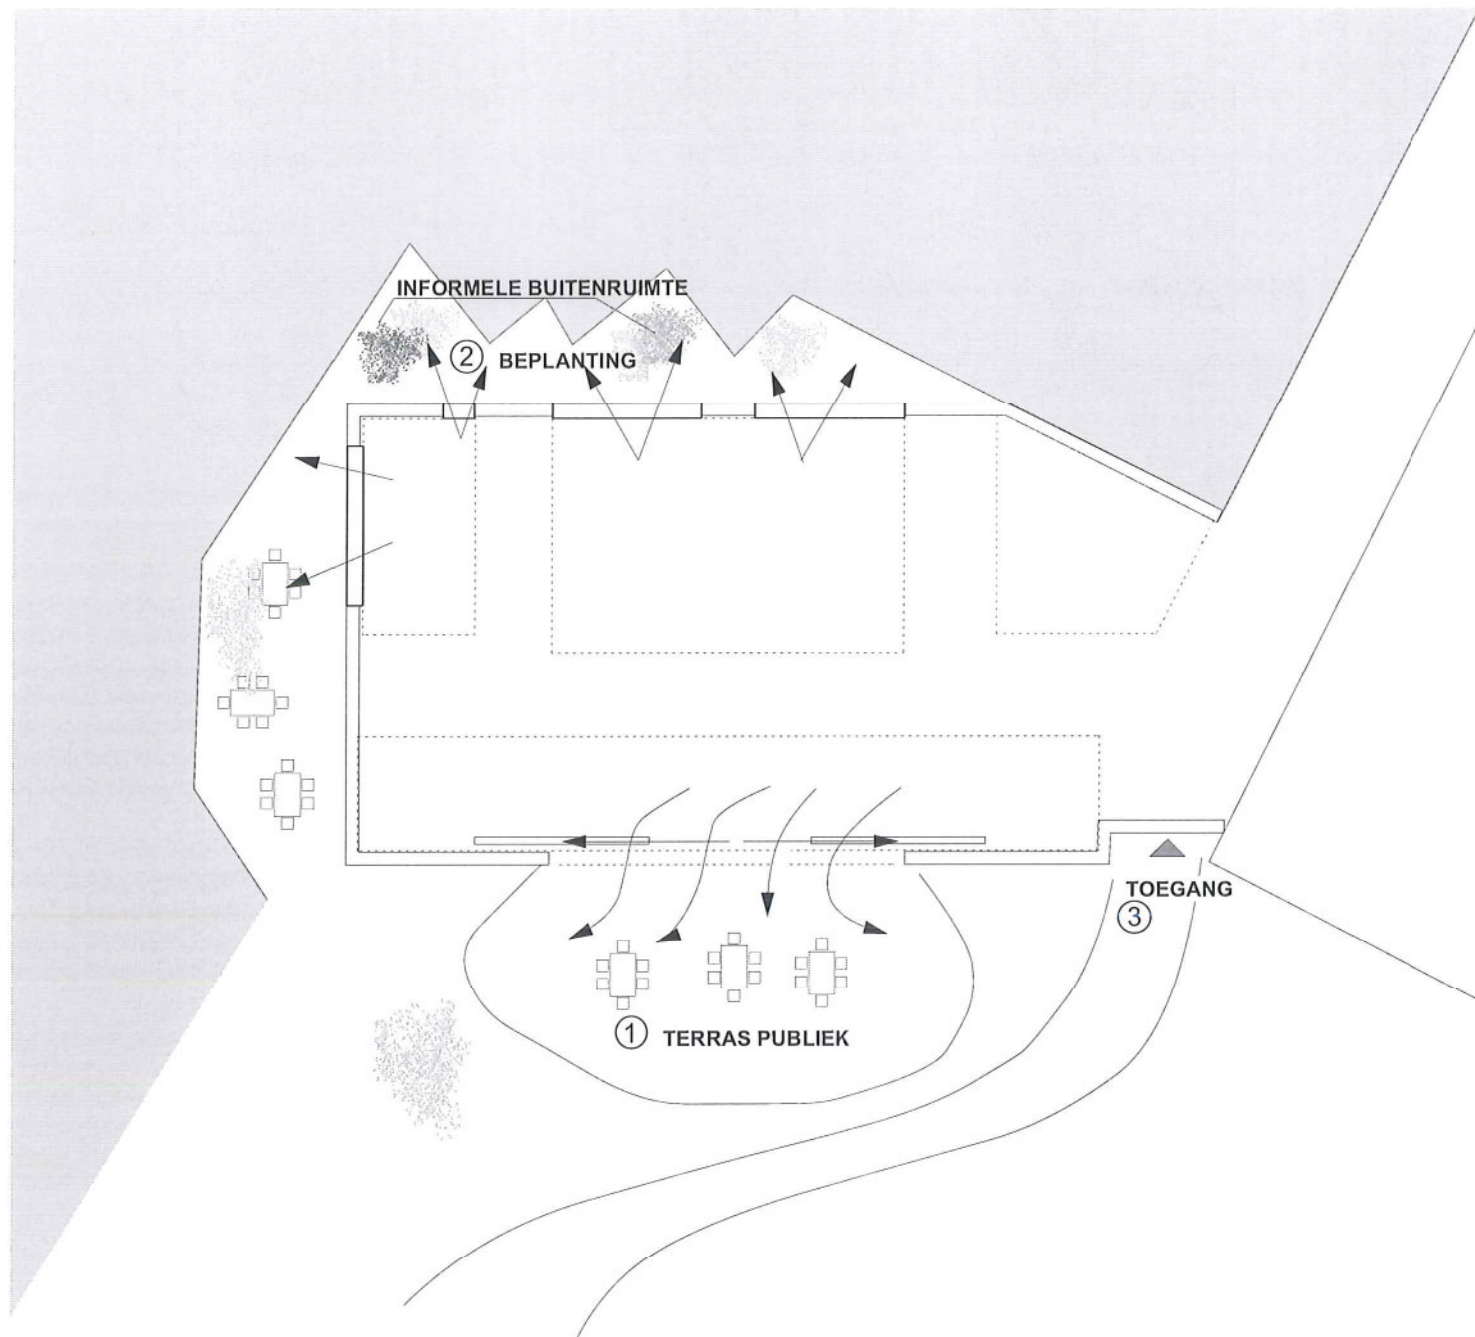 INFORMELE BUITENRUIMTE
2 BEPLANTING
TOEGANG
3
1 TERRAS PUBLIEK